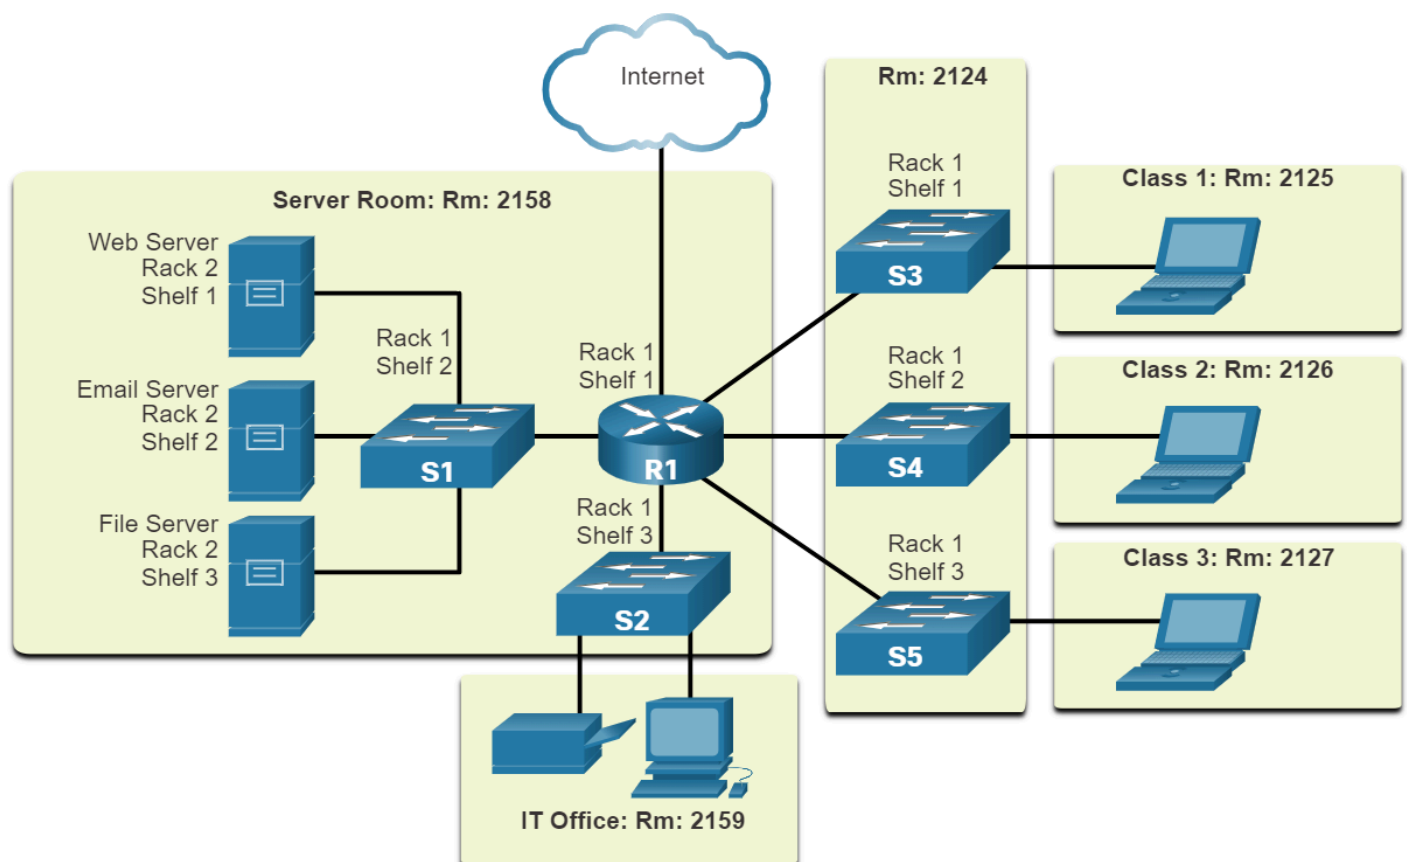 Internet
Rm: 2124
Rack 1
Shelf 1
S3
Class 1: Rm: 2125
Server Room: Rm: 2158
Web Server
Rack 2
Shelf 1
Rack 1
Shelf 2
Rack 1
Shelf 1
Email Server
Rack 2
Shelf 2
S1
R1
Rack 1
Shelf 2
S4
Class 2: Rm: 2126
File Server
Rack 2
Shelf 3
Rack 1
Shelf 3
S2
Rack 1
Shelf 3
S5
Class 3: Rm: 2127
IT Office: Rm: 2159